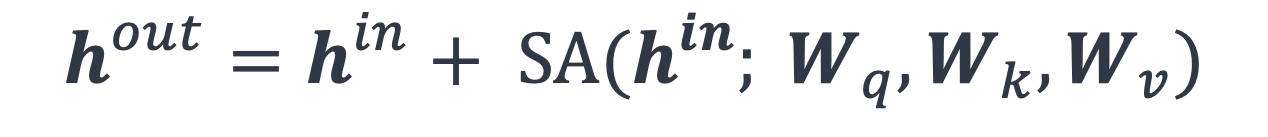 h^out = h^in + SA(h^in; W_q, W_k, W_v)